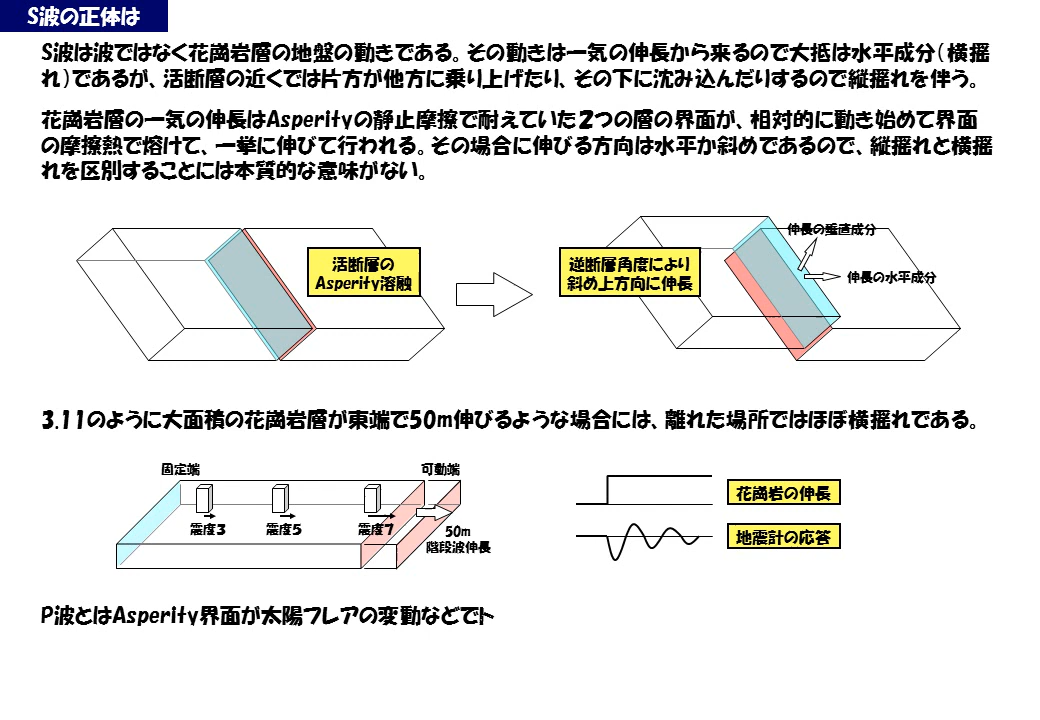 S波の正体は
S波は波ではなく花崗岩層の地盤の動きである。その動きは一気の伸長から来るので大抵は水平成分(横揺
れ)であるが、活断層の近くでは片方が他方に乗り上げたり、その下に沈み込んだりするので縦揺れを伴う。
花崗岩層の一気の伸長はAsperityの静止摩擦で耐えていた2つの層の界面が、相対的に動き始めて界面
の摩擦熱で熔けて、一挙に伸びて行われる。その場合に伸びる方向は水平か斜めであるので、縦揺れと横揺
れを区別することには本質的な意味がない。
活断層の
Asperity溶融
逆断層角度により
斜め上方向に伸長
伸長の垂直成分
伸長の水平成分
3.11のように大面積の花崗岩層が東端で50m伸びるような場合には、離れた場所ではほぼ横揺れである。
固定端
可動端
震度3
震度5
震度7
50m
階段波伸長
花崗岩の伸長
地震計の応答
P波とはAsperity界面が太陽フレアの変動などでト